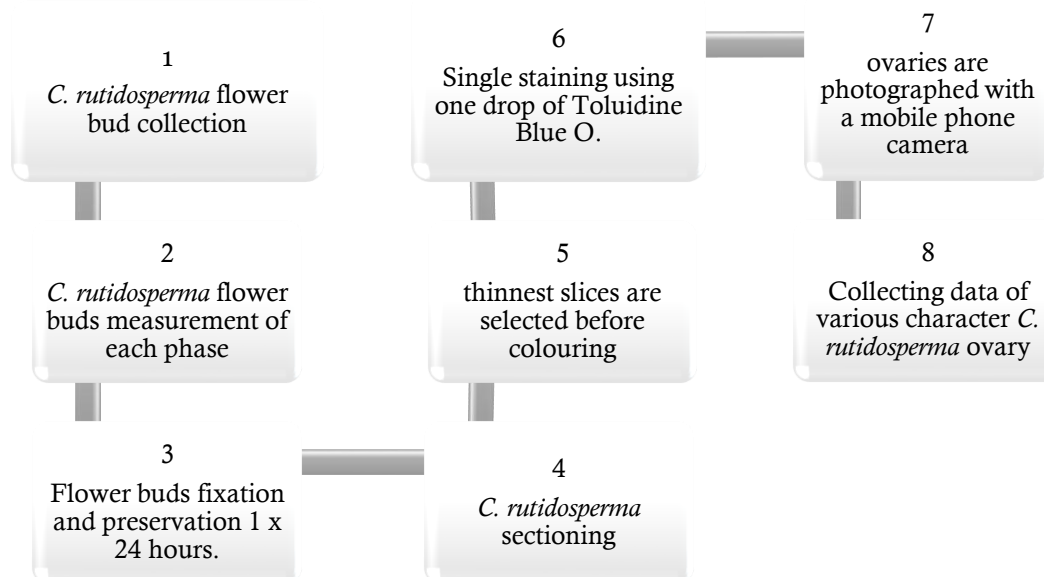 1
C. rutidosperma flower
bud collection
2
C. rutidosperma flower
buds measurement of
each phase
3
Flower buds fixation
and preservation 1 x
24 hours.
4
C. rutidosperma
sectioning
5
thinnest slices are
selected before
colouring
6
Single staining using
one drop of Toluidine
Blue O.
7
ovaries are
photographed with
a mobile phone
camera
8
Collecting data of
various character C.
rutidosperma ovary